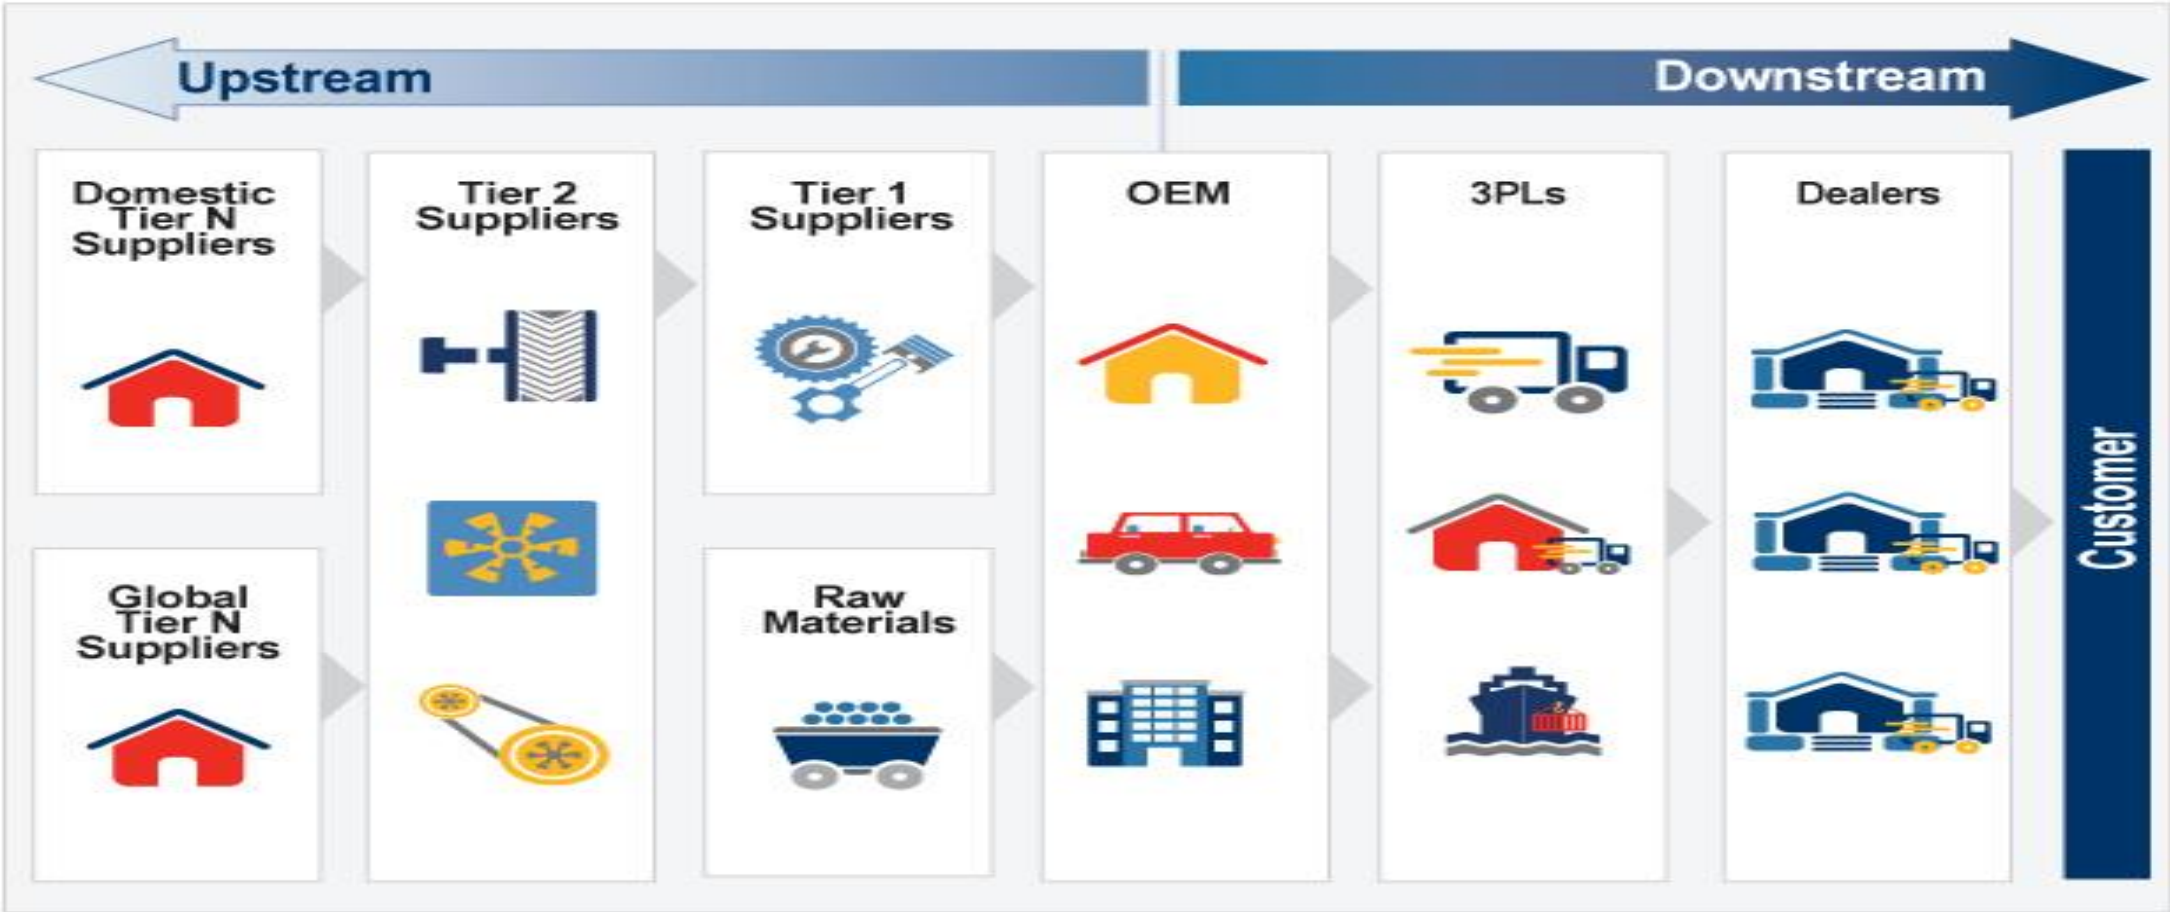 Upstream
Downstream
Domestic
Tier N
Suppliers
Tier 2
Suppliers
Tier 1
Suppliers
OEM
3PLs
Dealers
Global
Tier N
Suppliers
Raw
Materials
Customer